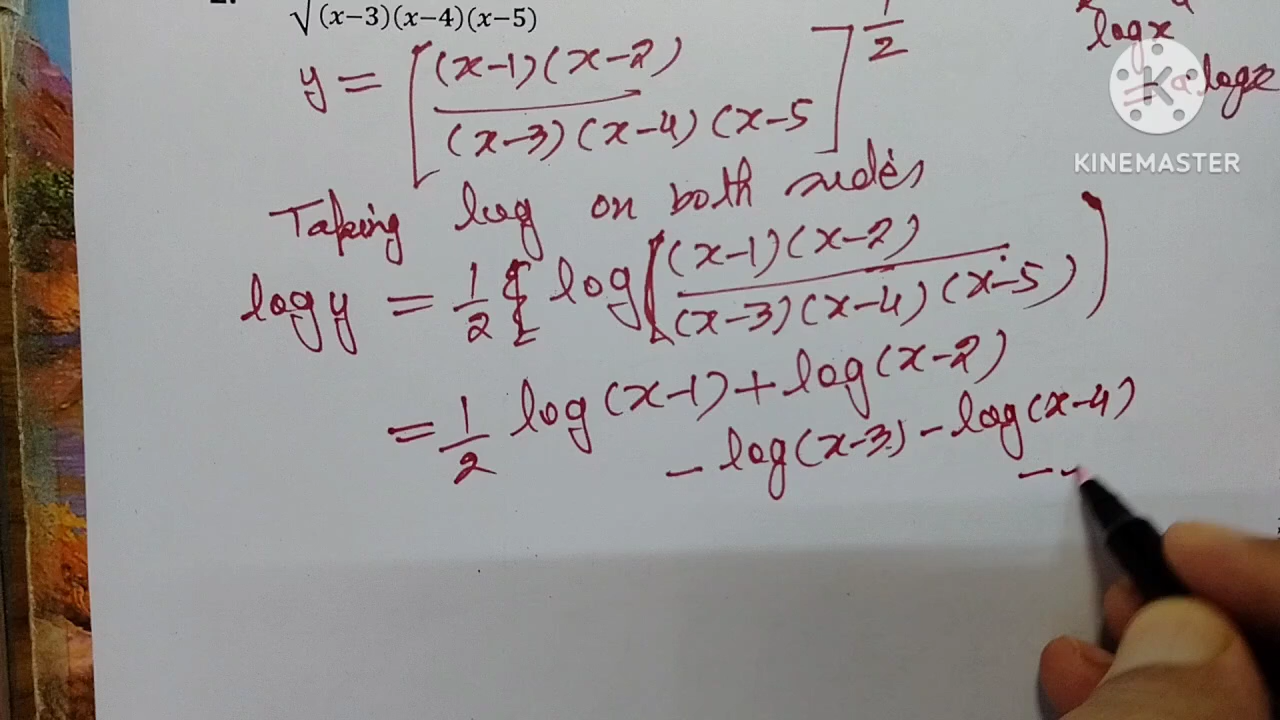 √(x−3)(x−4)(x−5)
y = [(x−1)(x−2) / (x−3)(x−4)(x−5]^1/2
log x
= a log x
KINEMASTER
Taking log on both sides
log y = 1/2 { log((x−1)(x−2) / (x−3)(x−4)(x−5))
= 1/2 log(x−1) + log(x−2)
− log(x−3) − log(x−4)
−